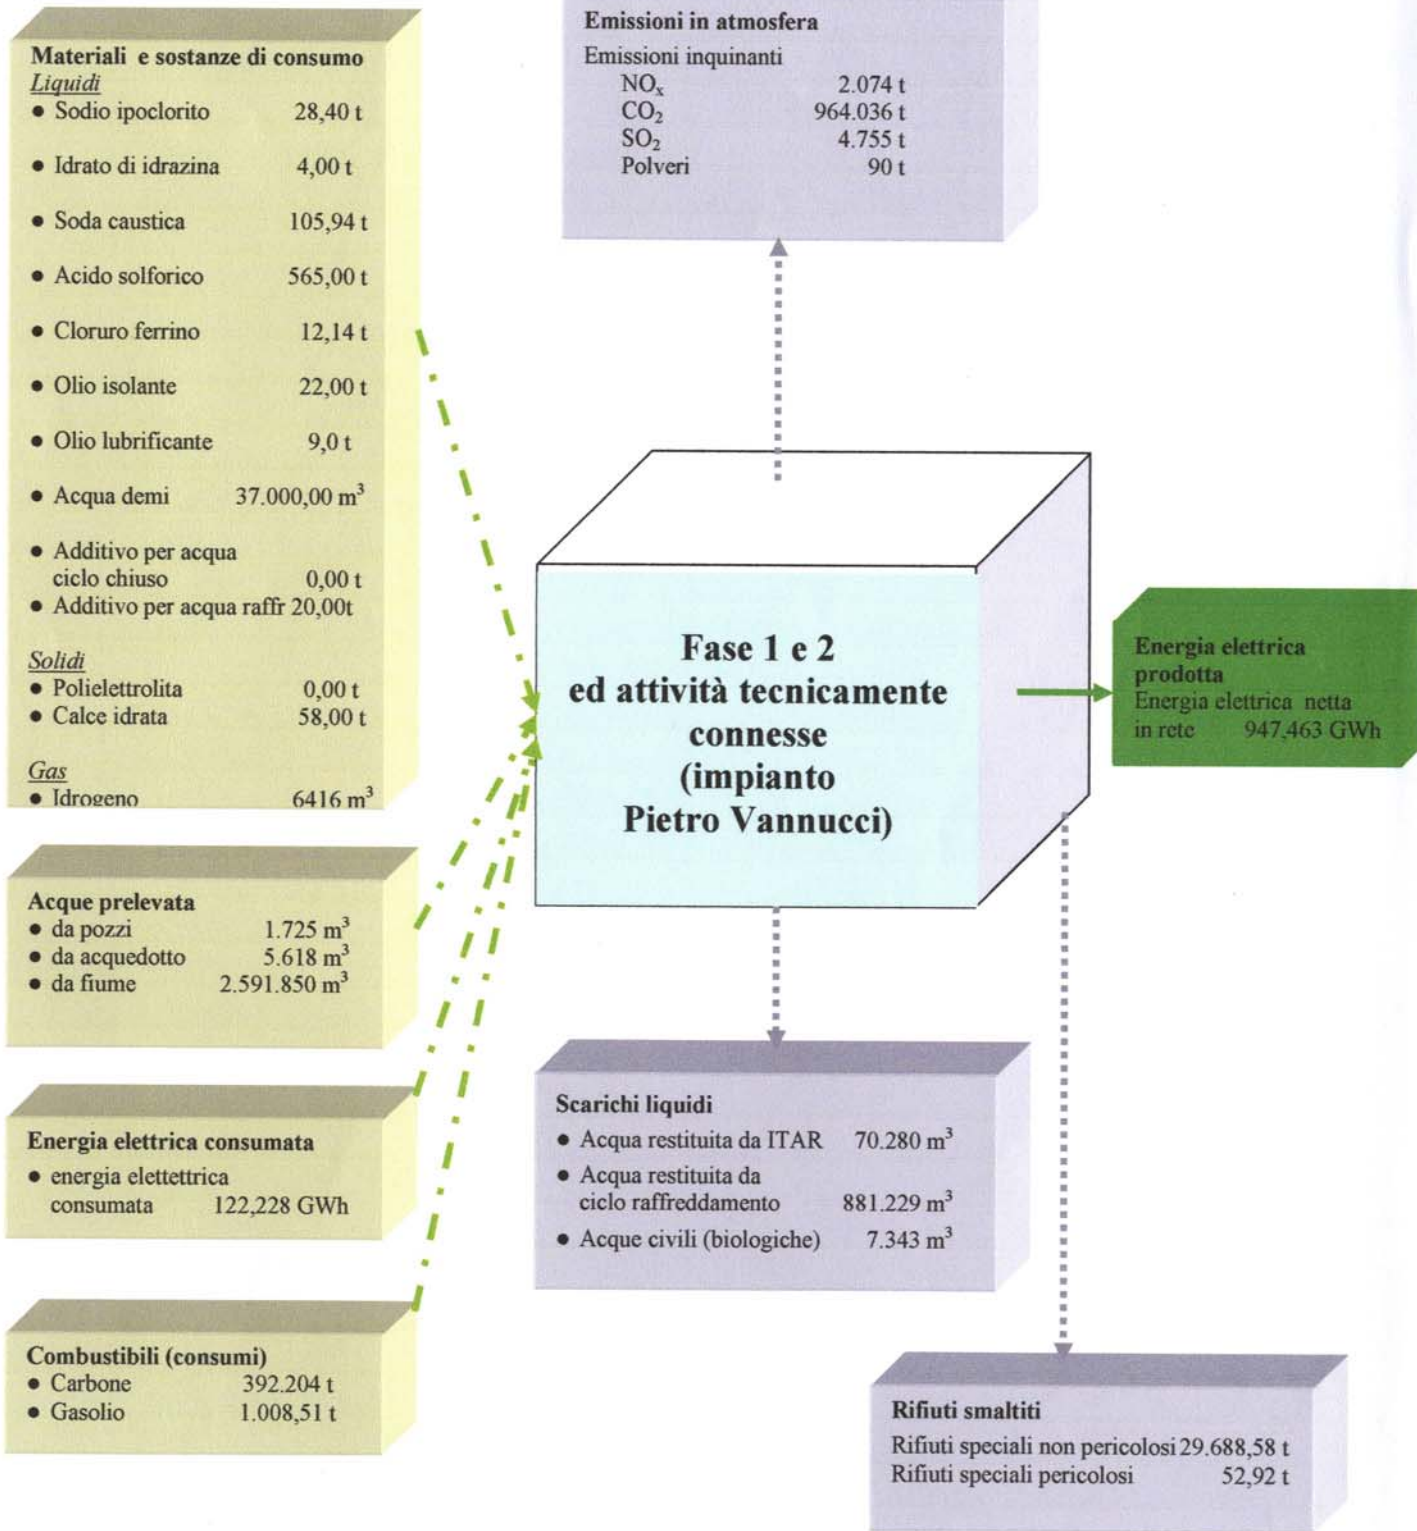 Materiali e sostanze di consumo
Liquidi
● Sodio ipoclorito 28,40 t
● Idrato di idrazina 4,00 t
● Soda caustica 105,94 t
● Acido solforico 565,00 t
● Cloruro ferrino 12,14 t
● Olio isolante 22,00 t
● Olio lubrificante 9,0 t
● Acqua demi 37.000,00 m³
● Additivo per acqua
ciclo chiuso 0,00 t
● Additivo per acqua raffr 20,00t
Solidi
● Polielettrolita 0,00 t
● Calce idrata 58,00 t
Gas
● Idrogeno 6416 m³
Acque prelevata
● da pozzi 1.725 m³
● da acquedotto 5.618 m³
● da fiume 2.591.850 m³
Energia elettrica consumata
● energia elettettrica
consumata 122,228 GWh
Combustibili (consumi)
● Carbone 392.204 t
● Gasolio 1.008,51 t
Emissioni in atmosfera
Emissioni inquinanti
NOₓ 2.074 t
CO₂ 964.036 t
SO₂ 4.755 t
Polveri 90 t
Fase 1 e 2
ed attività tecnicamente
connesse
(impianto
Pietro Vannucci)
Energia elettrica
prodotta
Energia elettrica netta
in rete 947,463 GWh
Scarichi liquidi
● Acqua restituita da ITAR 70.280 m³
● Acqua restituita da
ciclo raffreddamento 881.229 m³
● Acque civili (biologiche) 7.343 m³
Rifiuti smaltiti
Rifiuti speciali non pericolosi 29.688,58 t
Rifiuti speciali pericolosi 52,92 t